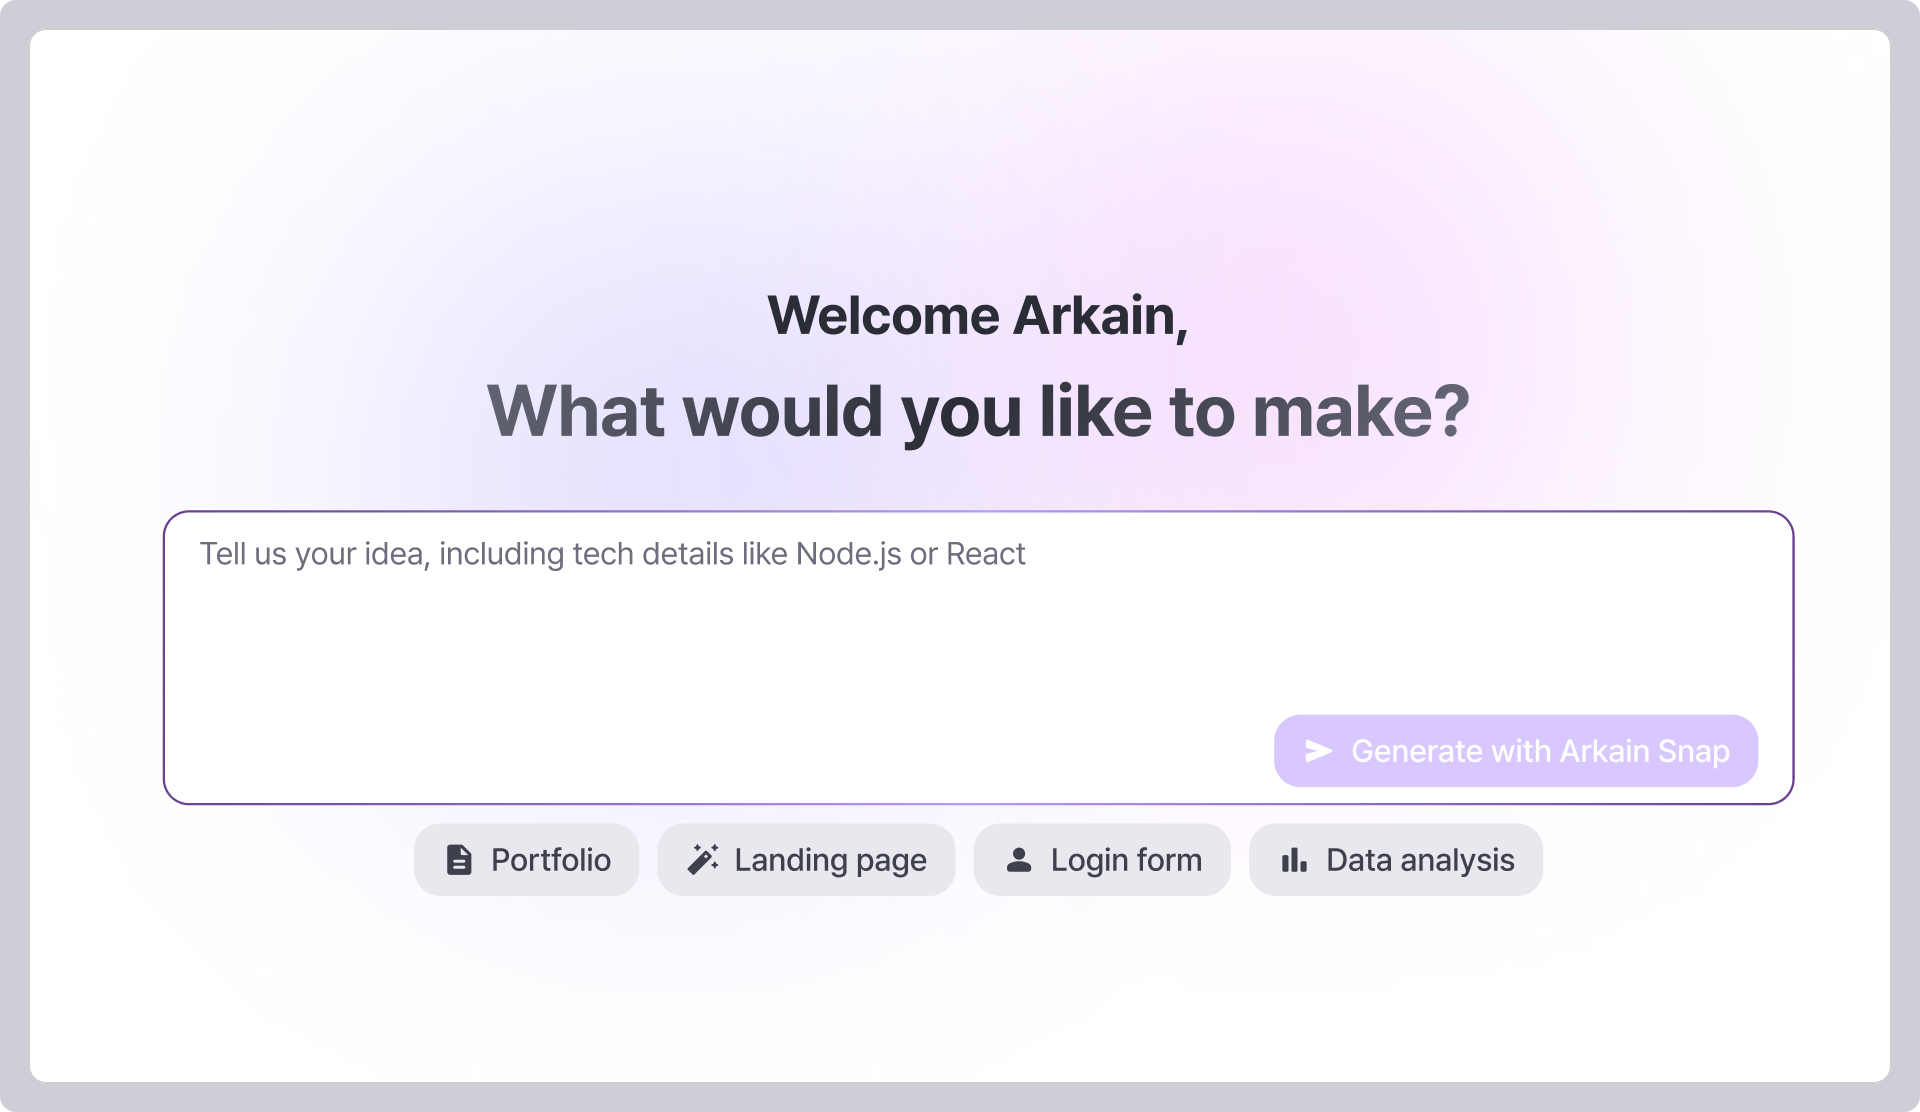 Welcome Arkain,
What would you like to make?
Tell us your idea, including tech details like Node.js or React
Generate with Arkain Snap
Portfolio
Landing page
Login form
Data analysis